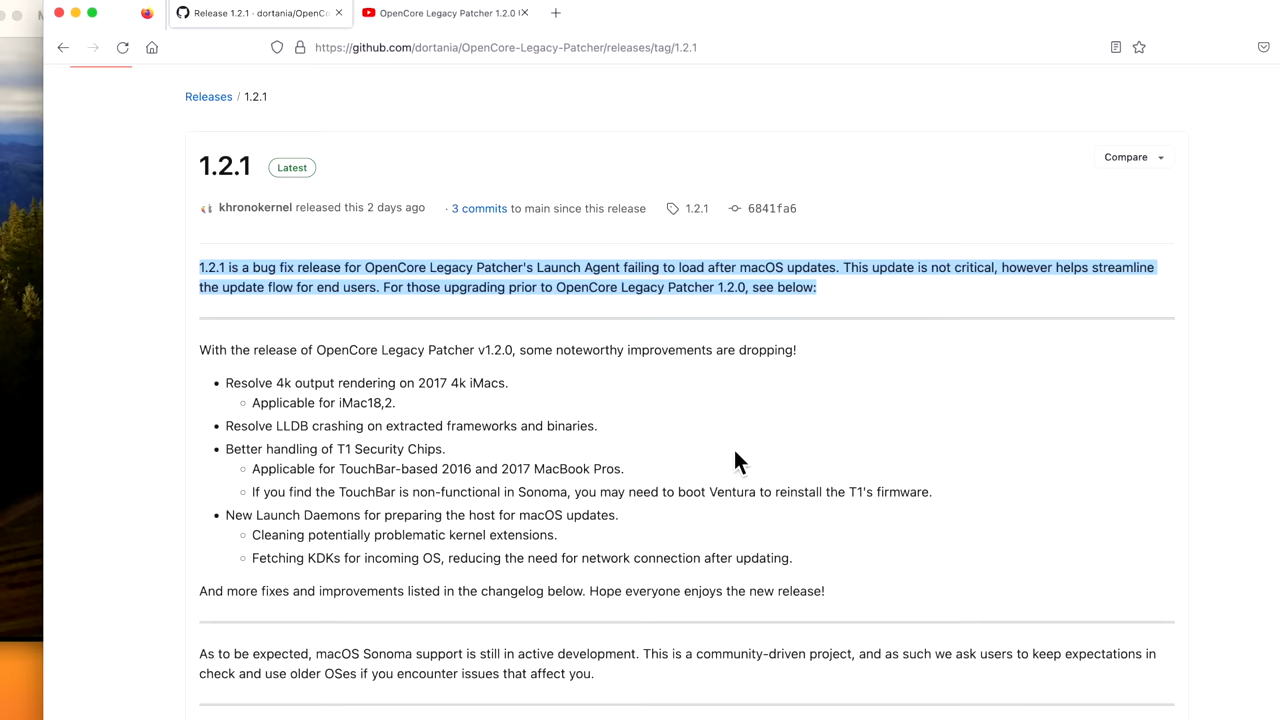 Release 1.2.1 · dortania/OpenCo
OpenCore Legacy Patcher 1.2.0
https://github.com/dortania/OpenCore-Legacy-Patcher/releases/tag/1.2.1
Releases / 1.2.1
1.2.1 Latest
Compare
khronokernel released this 2 days ago · 3 commits to main since this release 1.2.1 6841fa6
1.2.1 is a bug fix release for OpenCore Legacy Patcher's Launch Agent failing to load after macOS updates. This update is not critical, however helps streamline
the update flow for end users. For those upgrading prior to OpenCore Legacy Patcher 1.2.0, see below:
With the release of OpenCore Legacy Patcher v1.2.0, some noteworthy improvements are dropping!
• Resolve 4k output rendering on 2017 4k iMacs.
○ Applicable for iMac18,2.
• Resolve LLDB crashing on extracted frameworks and binaries.
• Better handling of T1 Security Chips.
○ Applicable for TouchBar-based 2016 and 2017 MacBook Pros.
○ If you find the TouchBar is non-functional in Sonoma, you may need to boot Ventura to reinstall the T1's firmware.
• New Launch Daemons for preparing the host for macOS updates.
○ Cleaning potentially problematic kernel extensions.
○ Fetching KDKs for incoming OS, reducing the need for network connection after updating.
And more fixes and improvements listed in the changelog below. Hope everyone enjoys the new release!
As to be expected, macOS Sonoma support is still in active development. This is a community-driven project, and as such we ask users to keep expectations in
check and use older OSes if you encounter issues that affect you.